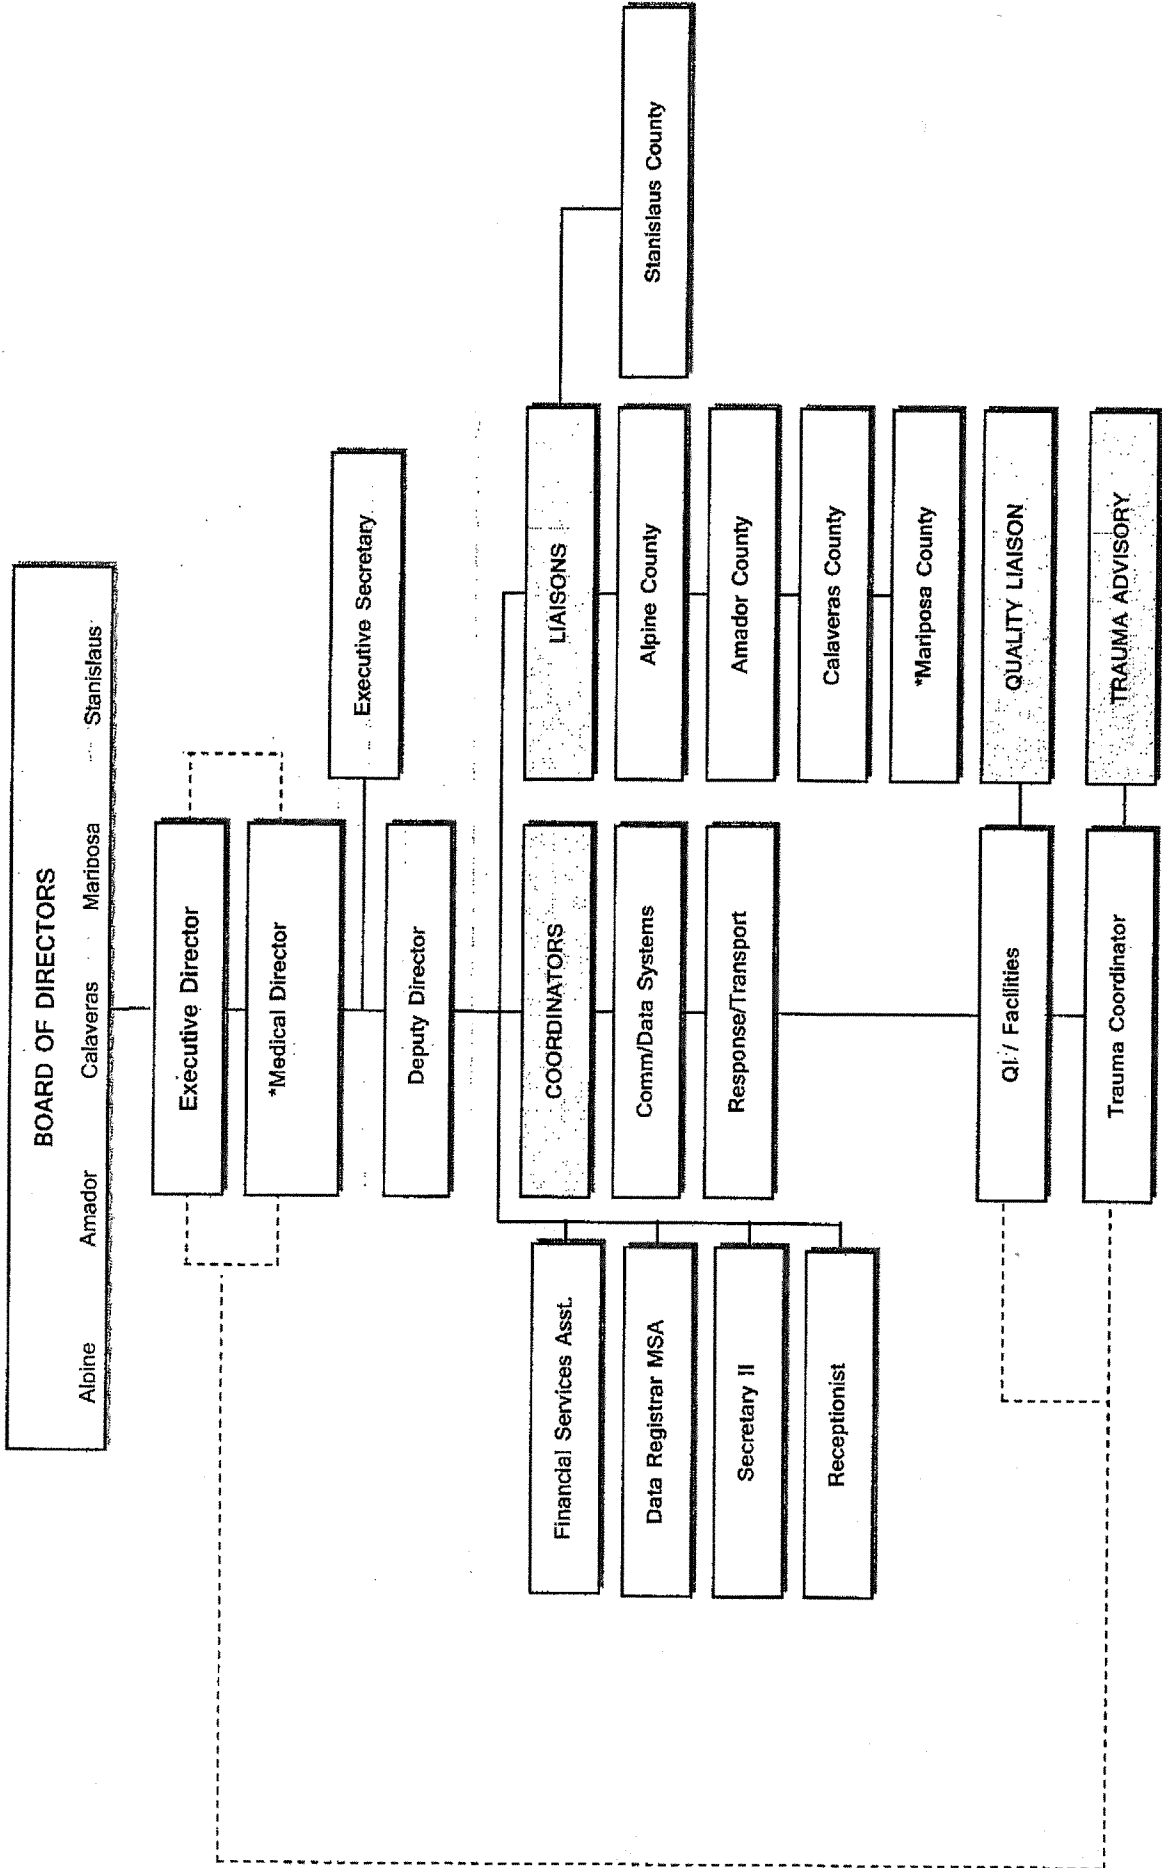 BOARD OF DIRECTORS
Alpine Amador Calaveras Mariposa Stanislaus
Executive Director
*Medical Director
Executive Secretary
Deputy Director
Financial Services Asst.
Data Registrar MSA
Secretary II
Receptionist
COORDINATORS
Comm/Data Systems
Response/Transport
QI / Facilities
Trauma Coordinator
LIAISONS
Alpine County
Amador County
Calaveras County
*Mariposa County
QUALITY LIAISON
TRAUMA ADVISORY
Stanislaus County